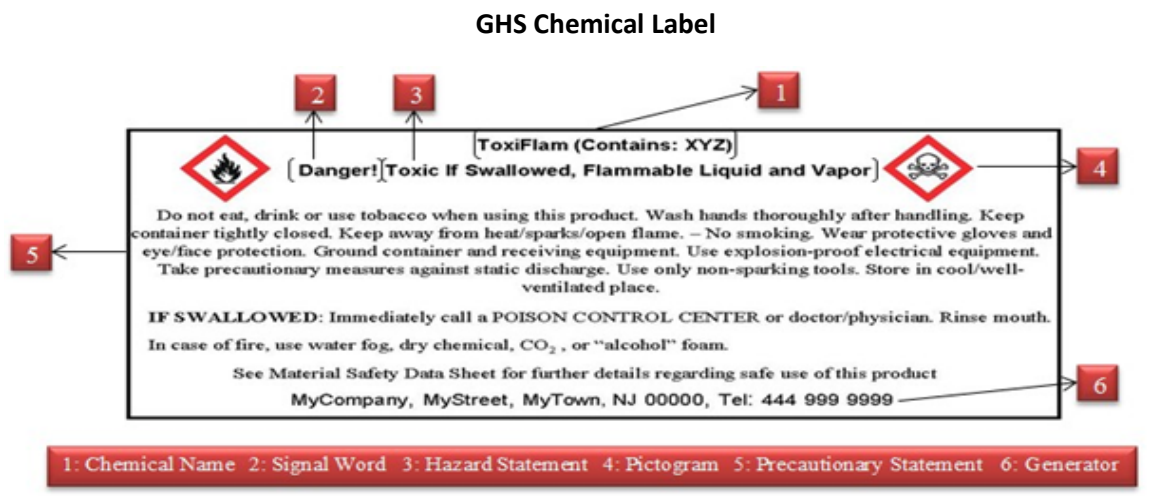 GHS Chemical Label
2 3 1
ToxiFlam (Contains: XYZ)
Danger! Toxic If Swallowed, Flammable Liquid and Vapor
4
Do not eat, drink or use tobacco when using this product. Wash hands thoroughly after handling. Keep
container tightly closed. Keep away from heat/sparks/open flame. – No smoking. Wear protective gloves and
5
eye/face protection. Ground container and receiving equipment. Use explosion-proof electrical equipment.
Take precautionary measures against static discharge. Use only non-sparking tools. Store in cool/well-
ventilated place.
IF SWALLOWED: Immediately call a POISON CONTROL CENTER or doctor/physician. Rinse mouth.
In case of fire, use water fog, dry chemical, CO₂ , or “alcohol” foam.
See Material Safety Data Sheet for further details regarding safe use of this product
MyCompany, MyStreet, MyTown, NJ 00000, Tel: 444 999 9999
6
1: Chemical Name 2: Signal Word 3: Hazard Statement 4: Pictogram 5: Precautionary Statement 6: Generator